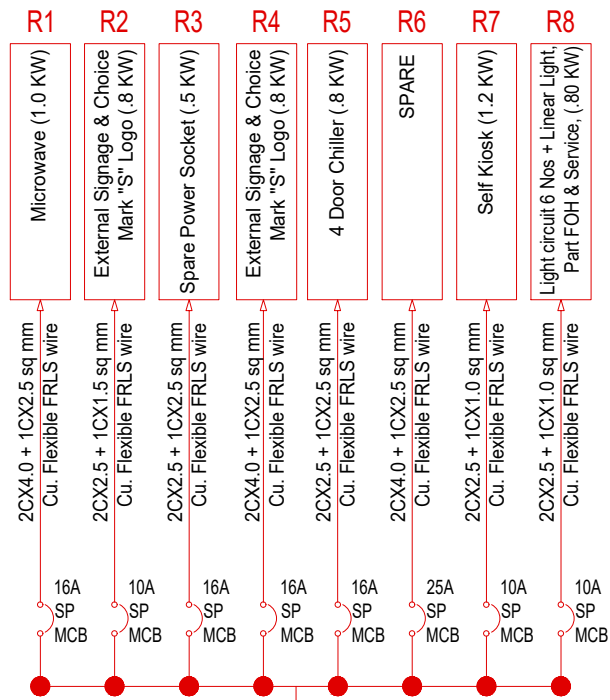 R1
R2
R3
R4
R5
R6
R7
R8
Microwave (1.0 KW)
External Signage & Choice
Mark "S" Logo (.8 KW)
Spare Power Socket (.5 KW)
External Signage & Choice
Mark "S" Logo (.8 KW)
4 Door Chiller (.8 KW)
SPARE
Self Kiosk (1.2 KW)
Light circuit 6 Nos + Linear Light,
Part FOH & Service, (.80 KW)
2CX4.0 + 1CX2.5 sq mm
Cu. Flexible FRLS wire
2CX2.5 + 1CX1.5 sq mm
Cu. Flexible FRLS wire
2CX2.5 + 1CX2.5 sq mm
Cu. Flexible FRLS wire
2CX4.0 + 1CX2.5 sq mm
Cu. Flexible FRLS wire
2CX2.5 + 1CX2.5 sq mm
Cu. Flexible FRLS wire
2CX4.0 + 1CX2.5 sq mm
Cu. Flexible FRLS wire
2CX2.5 + 1CX1.0 sq mm
Cu. Flexible FRLS wire
2CX2.5 + 1CX1.0 sq mm
Cu. Flexible FRLS wire
16A
SP
MCB
10A
SP
MCB
16A
SP
MCB
16A
SP
MCB
16A
SP
MCB
25A
SP
MCB
10A
SP
MCB
10A
SP
MCB